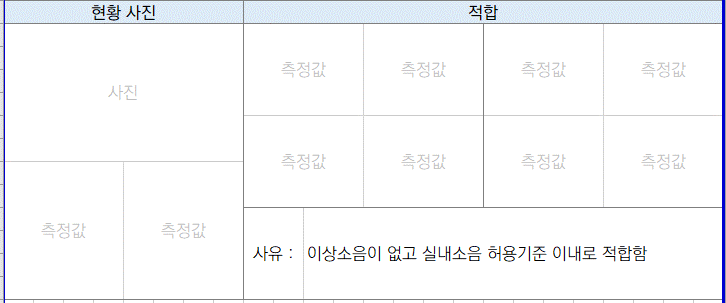 현황 사진
적합
사진
측정값 측정값 측정값 측정값
측정값 측정값 측정값 측정값
측정값 측정값
사유 : 이상소음이 없고 실내소음 허용기준 이내로 적합함